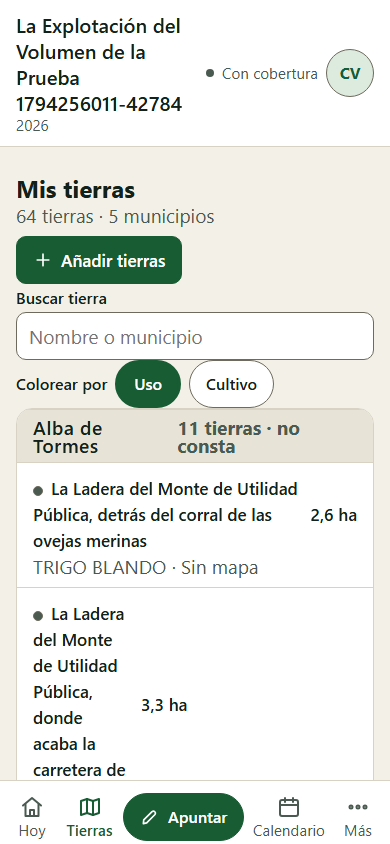 La Explotación del
Volumen de la
Prueba
1794256011-42784
2026
Con cobertura
CV
Mis tierras
64 tierras · 5 municipios
Añadir tierras
Buscar tierra
Nombre o municipio
Colorear por
Uso
Cultivo
Alba de
Tormes
11 tierras · no
consta
La Ladera del Monte de Utilidad
Pública, detrás del corral de las
ovejas merinas
2,6 ha
TRIGO BLANDO · Sin mapa
La Ladera
del Monte
de Utilidad
Pública,
donde
acaba la
carretera de
3,3 ha
Hoy
Tierras
Apuntar
Calendario
Más